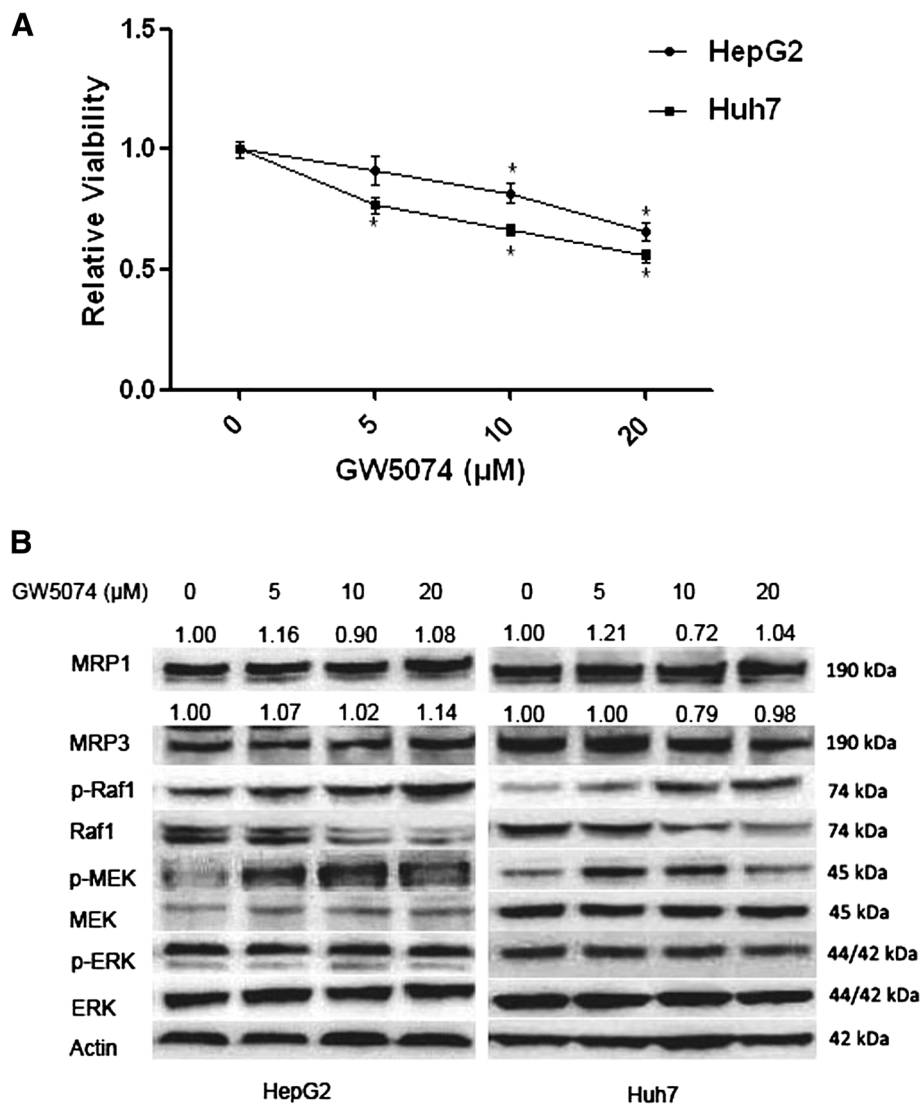 A
1.5
1.0
0.5
0.0
Relative Vialbility
HepG2
Huh7
*
*
*
*
*
0 5 10 20
GW5074 (µM)
B
GW5074 (µM) 0 5 10 20 0 5 10 20
1.00 1.16 0.90 1.08 1.00 1.21 0.72 1.04
MRP1 190 kDa
1.00 1.07 1.02 1.14 1.00 1.00 0.79 0.98
MRP3 190 kDa
p-Raf1 74 kDa
Raf1 74 kDa
p-MEK 45 kDa
MEK 45 kDa
p-ERK 44/42 kDa
ERK 44/42 kDa
Actin 42 kDa
HepG2 Huh7